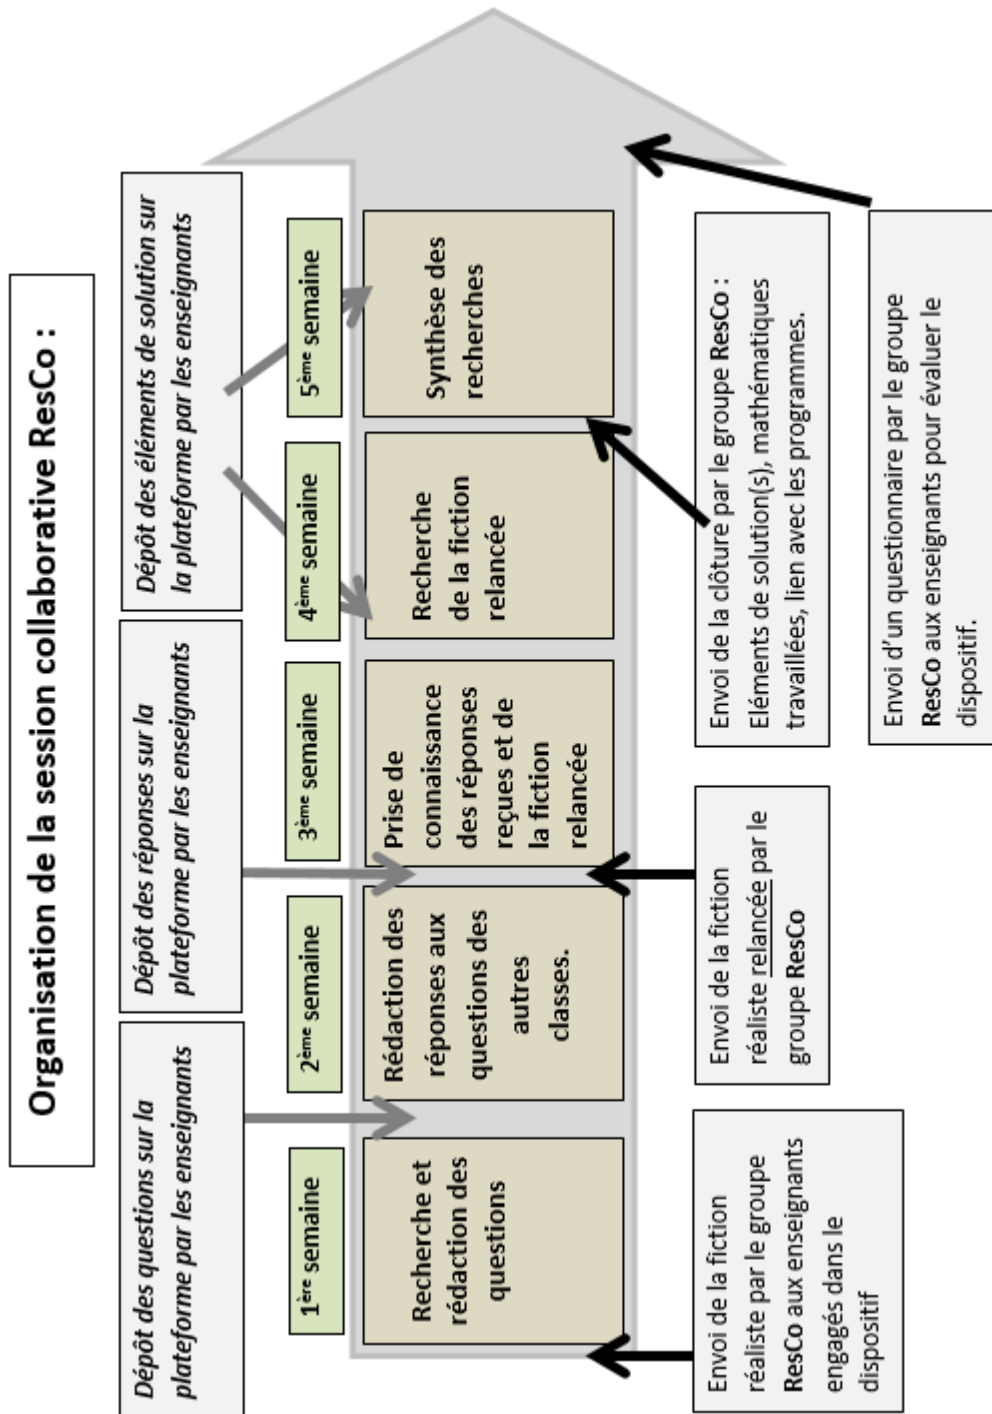 Organisation de la session collaborative ResCo :
Dépôt des questions sur la
plateforme par les enseignants
Dépôt des réponses sur la
plateforme par les enseignants
Dépôt des éléments de solution sur
la plateforme par les enseignants
1ère semaine
2ème semaine
3ème semaine
4ème semaine
5ème semaine
Recherche et
rédaction des
questions
Rédaction des
réponses aux
questions des
autres
classes.
Prise de
connaissance
des réponses
reçues et de
la fiction
relancée
Recherche
de la fiction
relancée
Synthèse des
recherches
Envoi de la fiction
réaliste par le groupe
ResCo aux enseignants
engagés dans le
dispositif
Envoi de la fiction
réaliste relancée par le
groupe ResCo
Envoi de la clôture par le groupe ResCo :
Eléments de solution(s), mathématiques
travaillées, lien avec les programmes.
Envoi d'un questionnaire par le groupe
ResCo aux enseignants pour évaluer le
dispositif.